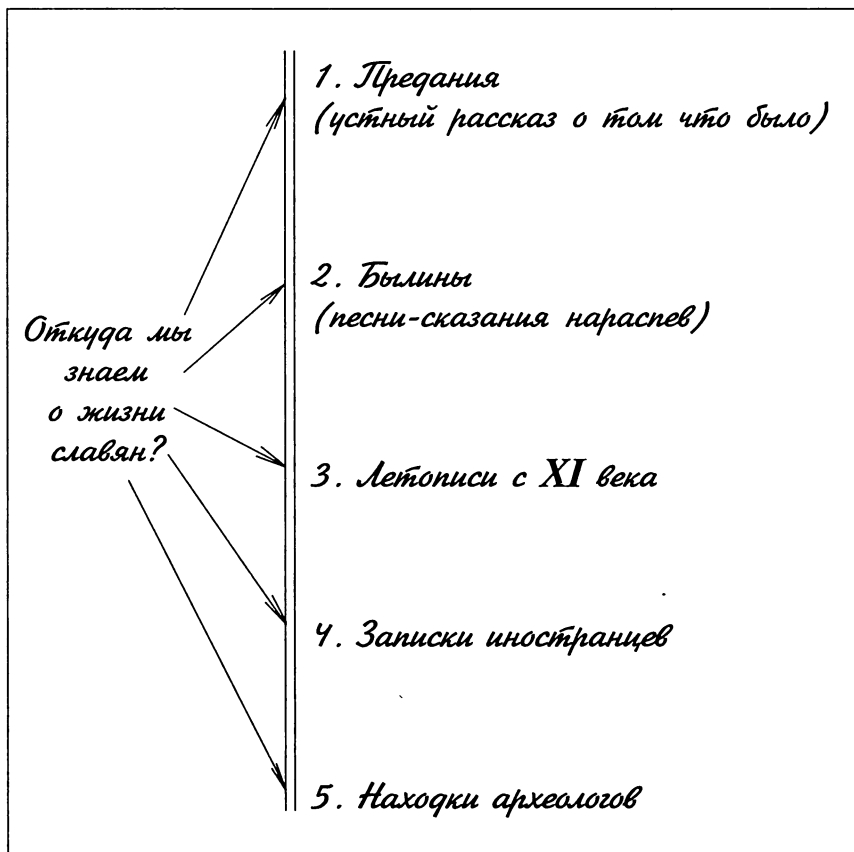 Откуда мы
знаем
о жизни
славян?
1. Предания
(устный рассказ о том что было)
2. Былины
(песни-сказания нараспев)
3. Летописи с XI века
4. Записки иностранцев
5. Находки археологов